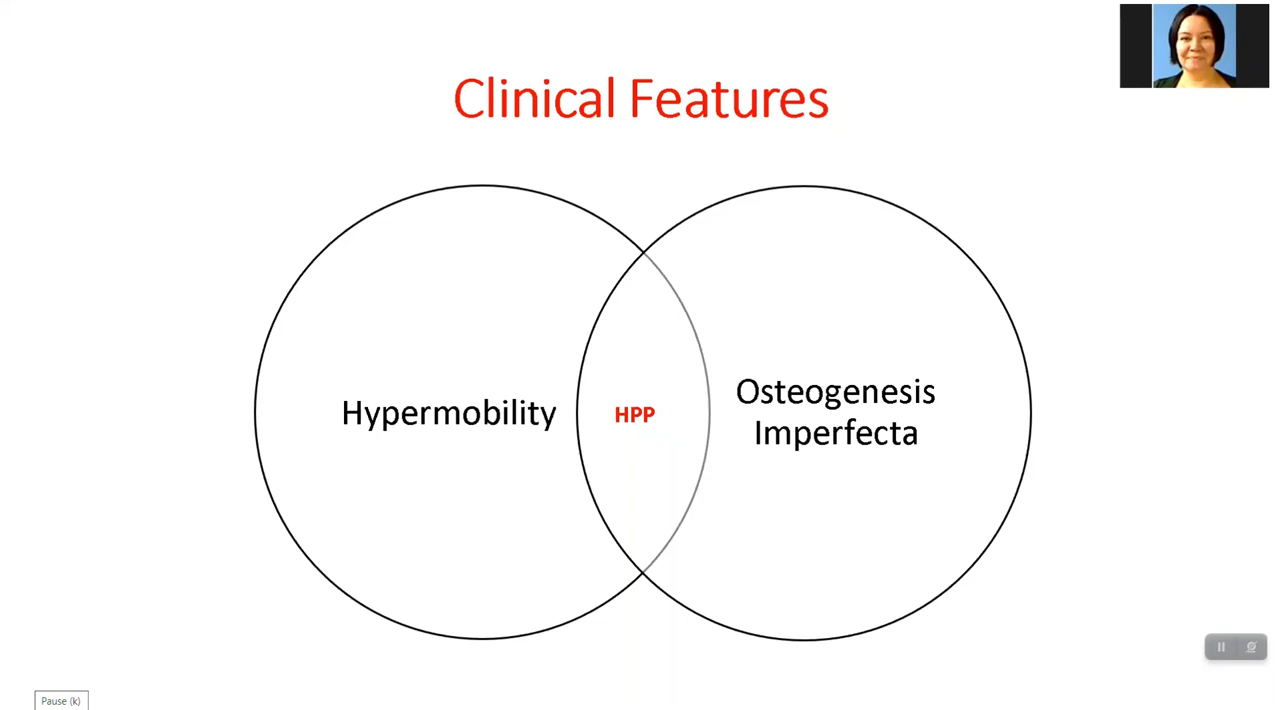 Clinical Features
Hypermobility
HPP
Osteogenesis
Imperfecta
Pause (k)